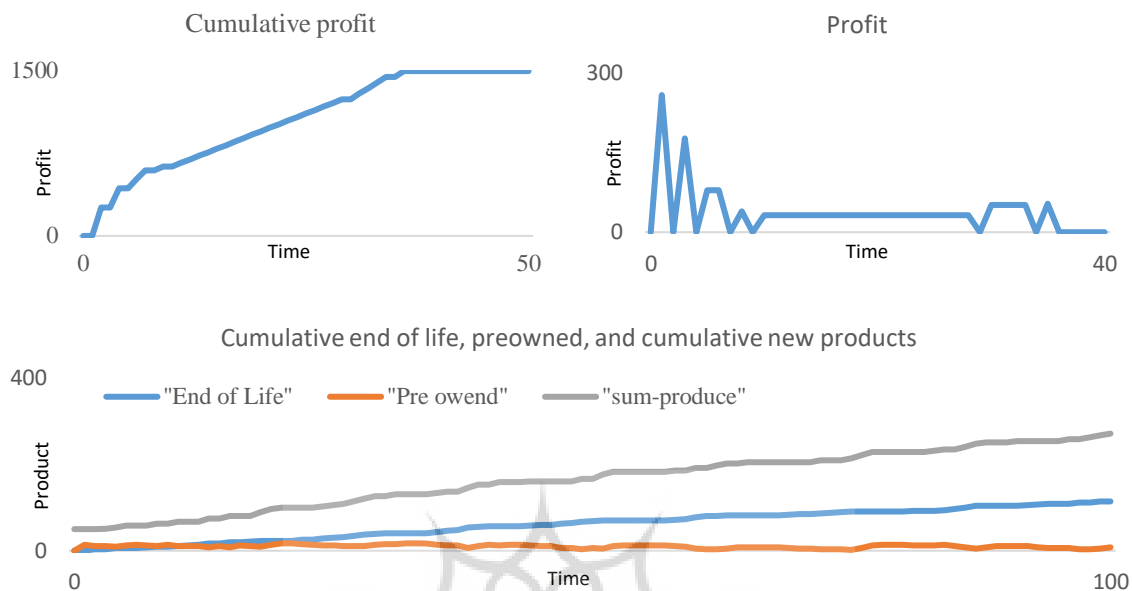 Cumulative profit
1500
Profit
0
Time
0
50
Profit
300
Profit
0
Time
0
40
Cumulative end of life, preowned, and cumulative new products
400
"End of Life" "Pre owend" "sum-produce"
Product
0
0
Time
100